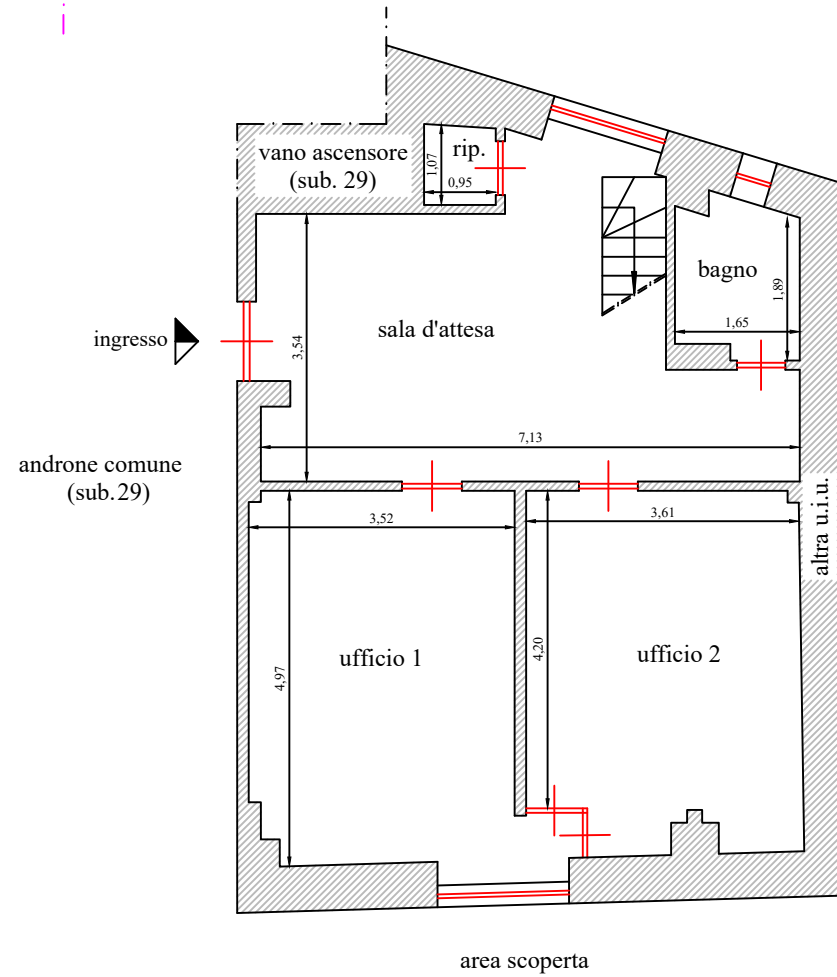 i
vano ascensore
(sub. 29)
rip.
1,07
0,95
bagno
1,89
1,65
ingresso
sala d'attesa
3,54
7,13
androne comune
(sub.29)
3,52
3,61
altra u.i.u.
ufficio 1
4,97
4,20
ufficio 2
area scoperta